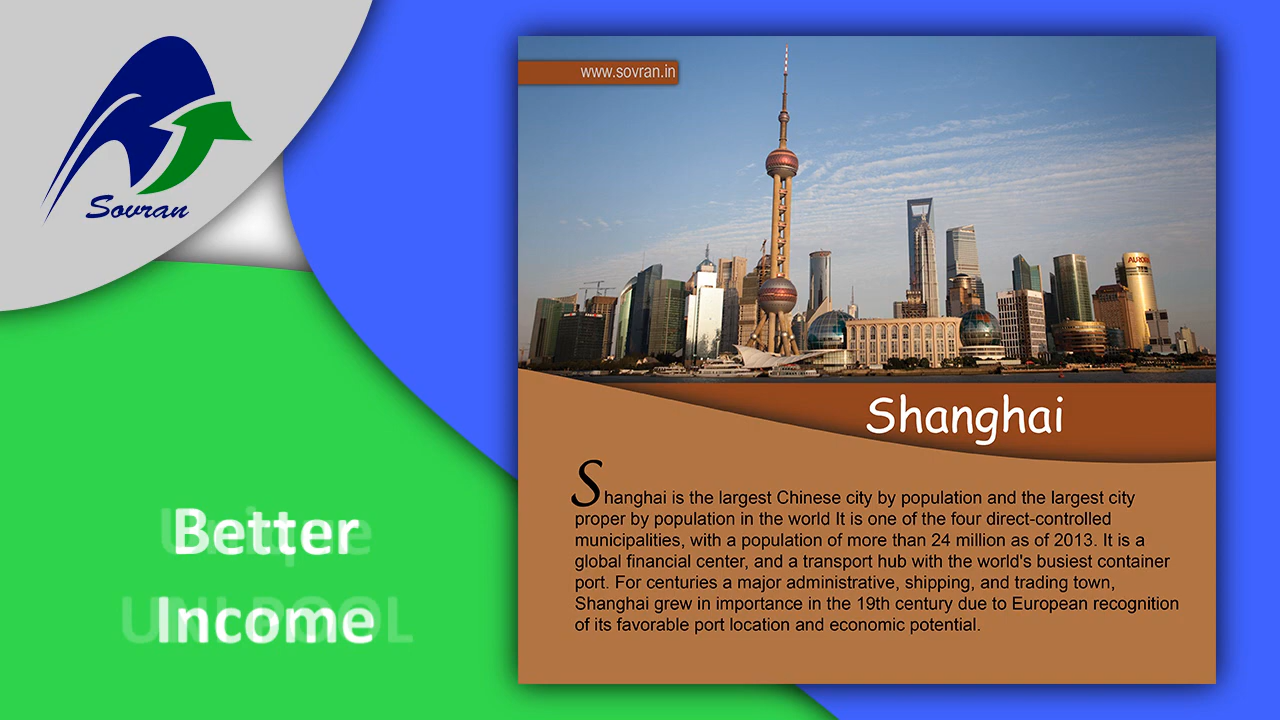 Sovran
www.sovran.in
AURORA
Shanghai
Shanghai is the largest Chinese city by population and the largest city
proper by population in the world It is one of the four direct-controlled
municipalities, with a population of more than 24 million as of 2013. It is a
global financial center, and a transport hub with the world's busiest container
port. For centuries a major administrative, shipping, and trading town,
Shanghai grew in importance in the 19th century due to European recognition
of its favorable port location and economic potential.
Better
Income
Unique
UNI POOL